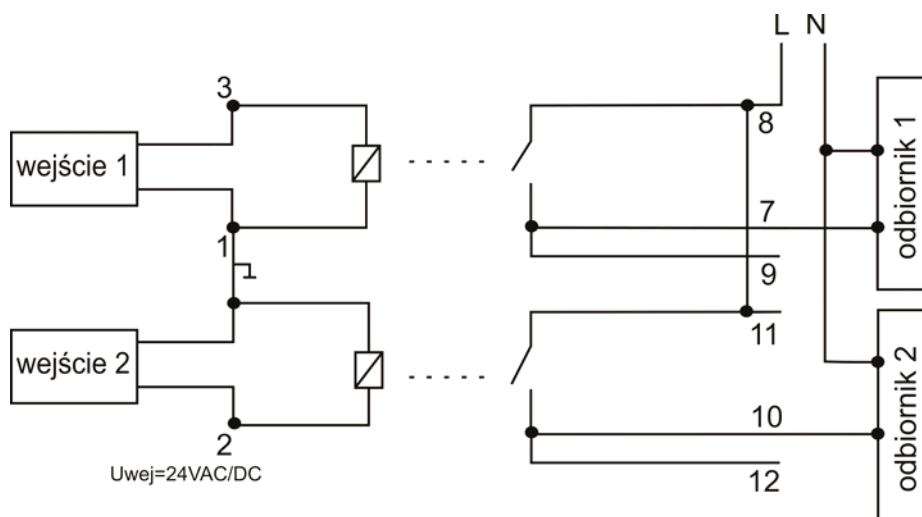 L N
3
8
wejście 1
odbiornik 1
7
1
9
11
wejście 2
odbiornik 2
10
2
12
Uwej=24VAC/DC